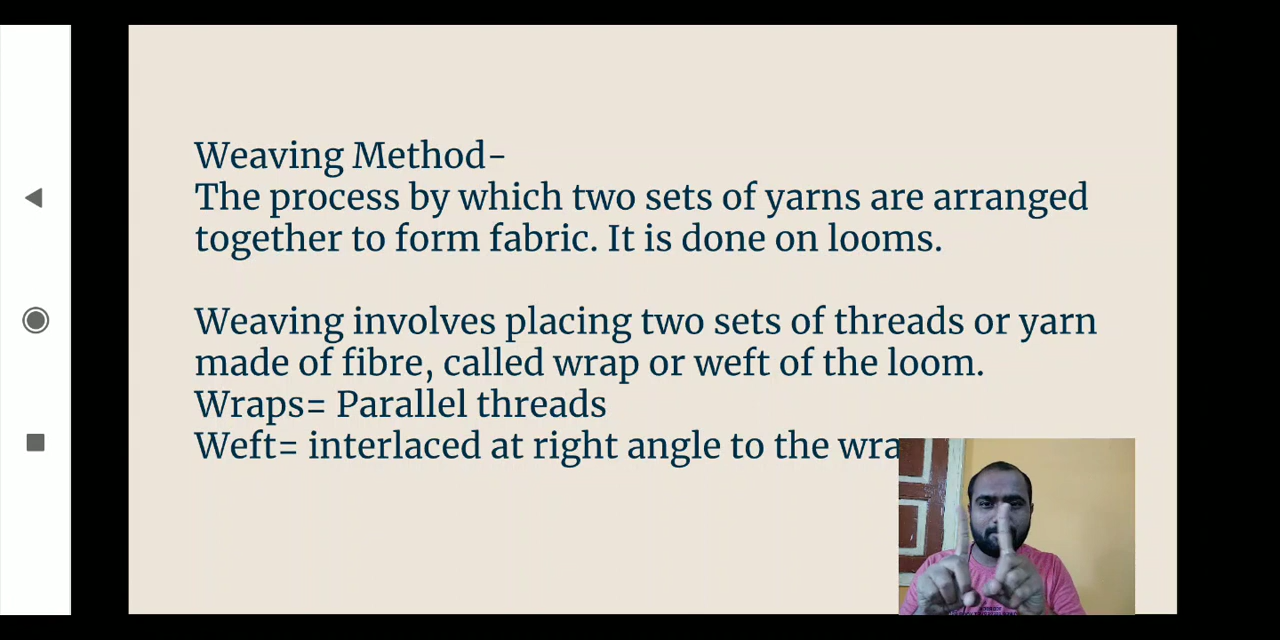 Weaving Method-
The process by which two sets of yarns are arranged
together to form fabric. It is done on looms.
Weaving involves placing two sets of threads or yarn
made of fibre, called wrap or weft of the loom.
Wraps= Parallel threads
Weft= interlaced at right angle to the wra